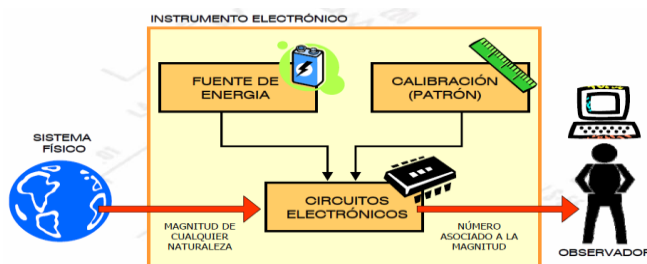 INSTRUMENTO ELECTRÓNICO
FUENTE DE
ENERGIA
CALIBRACIÓN
(PATRÓN)
SISTEMA
FÍSICO
CIRCUITOS
ELECTRÓNICOS
MAGNITUD DE
CUALQUIER
NATURALEZA
NÚMERO
ASOCIADO A LA
MAGNITUD
OBSERVADOR